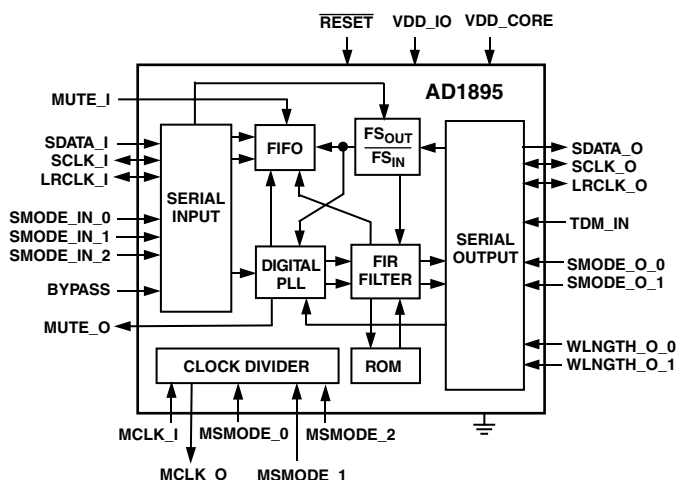 RESET VDD_IO VDD_CORE
AD1895
MUTE_I
SDATA_I
SCLK_I
LRCLK_I
SMODE_IN_0
SMODE_IN_1
SMODE_IN_2
BYPASS
MUTE_O
SERIAL
INPUT
FIFO
FSOUT
FSIN
DIGITAL
PLL
FIR
FILTER
ROM
SERIAL
OUTPUT
CLOCK DIVIDER
SDATA_O
SCLK_O
LRCLK_O
TDM_IN
SMODE_O_0
SMODE_O_1
WLNGTH_O_0
WLNGTH_O_1
MCLK_I MSMODE_0 MSMODE_2
MCLK_O MSMODE_1